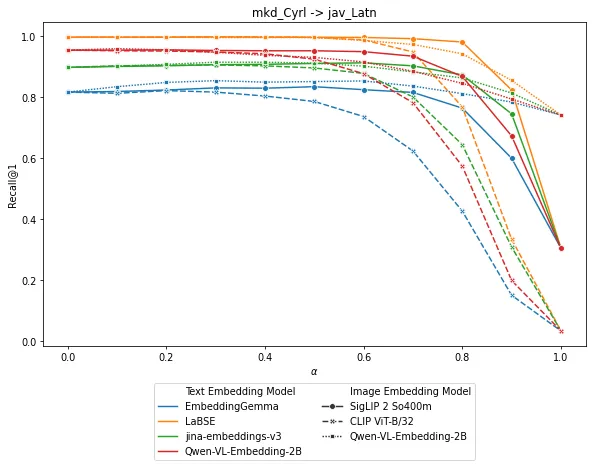 mkd_Cyrl -> jav_Latn
1.0
0.8
0.6
0.4
0.2
0.0
Recall@1
0.0 0.2 0.4 0.6 0.8 1.0
α
Text Embedding Model Image Embedding Model
EmbeddingGemma SigLIP 2 So400m
LaBSE CLIP ViT-B/32
jina-embeddings-v3 Qwen-VL-Embedding-2B
Qwen-VL-Embedding-2B